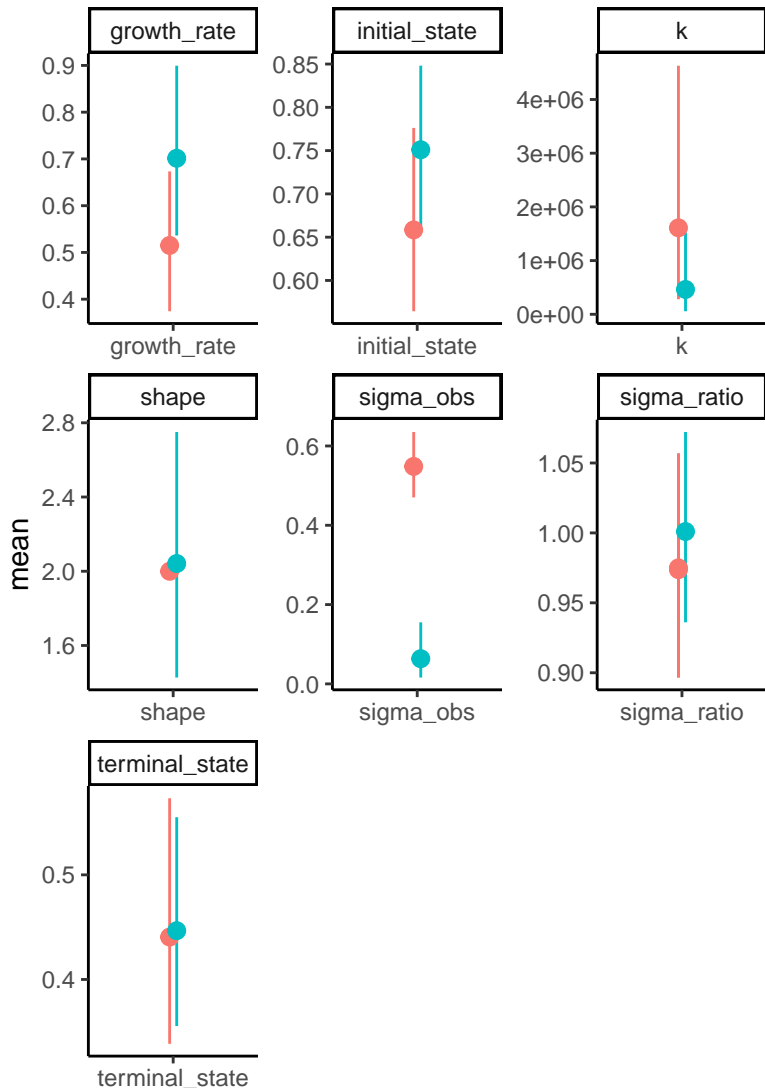 growth_rate
initial_state
k
0.9
0.8
0.7
0.6
0.5
0.4
growth_rate
0.85
0.80
0.75
0.70
0.65
0.60
initial_state
4e+06
3e+06
2e+06
1e+06
0e+00
k
mean
shape
sigma_obs
sigma_ratio
2.8
2.4
2.0
1.6
shape
0.6
0.4
0.2
0.0
sigma_obs
1.05
1.00
0.95
0.90
sigma_ratio
terminal_state
0.5
0.4
terminal_state